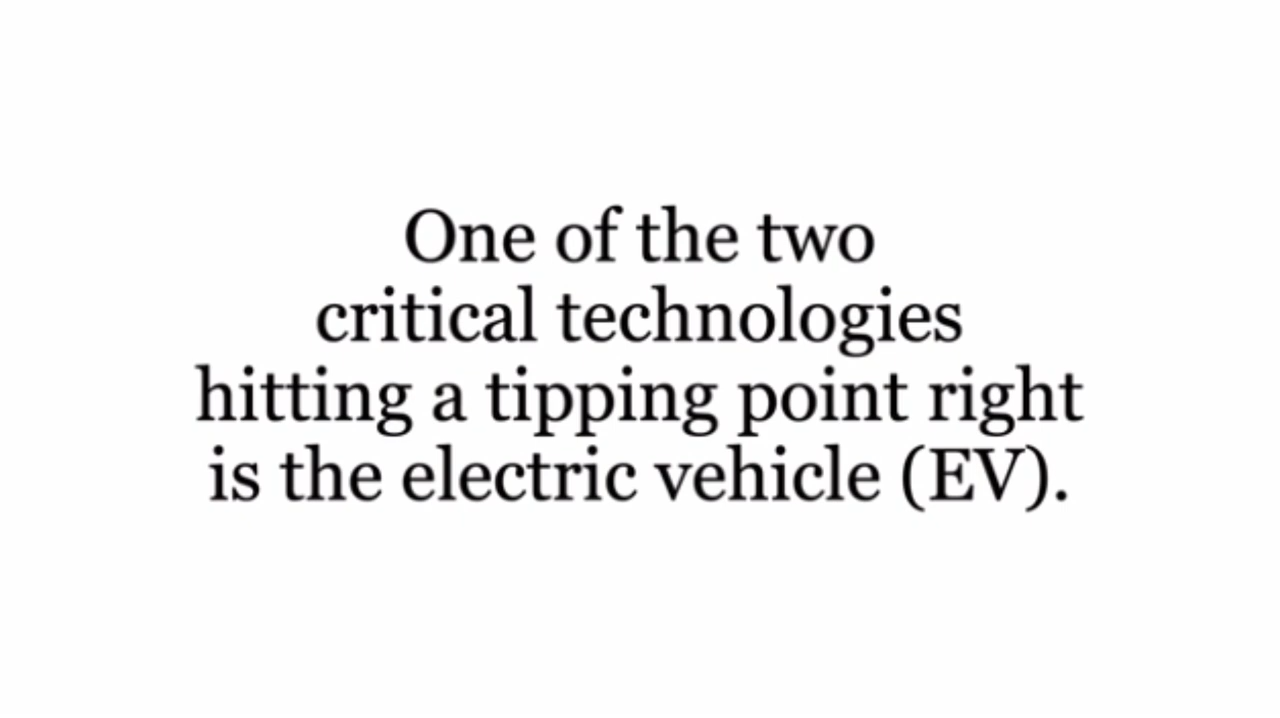 One of the two
critical technologies
hitting a tipping point right
is the electric vehicle (EV).